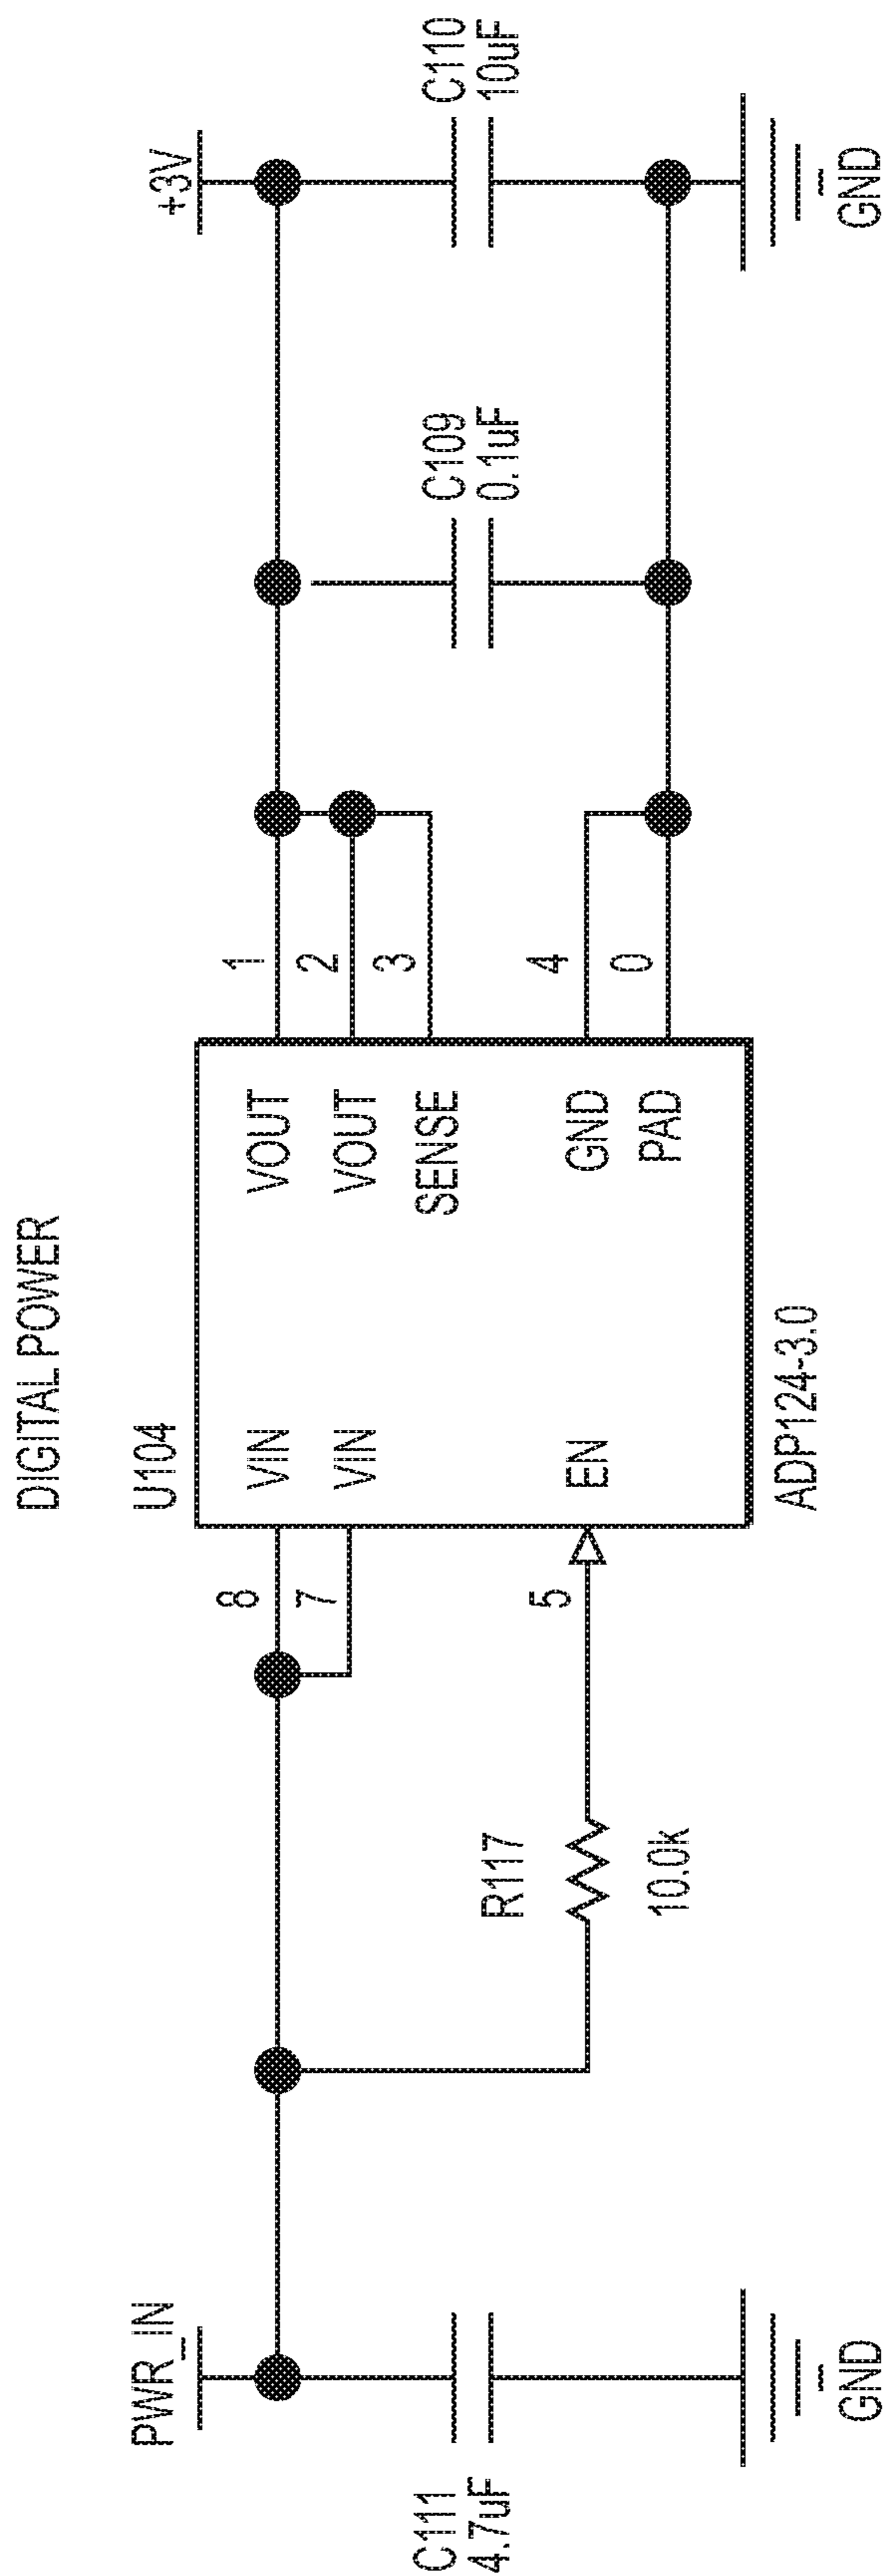 DIGITAL POWER
PWR_IN
C111
4.7uF
GND
R117
10.0k
8
7
5
U104
VIN
VIN
EN
VOUT
VOUT
SENSE
GND
PAD
ADP124-3.0
1
2
3
4
0
C109
0.1uF
+3V
C110
10uF
GND